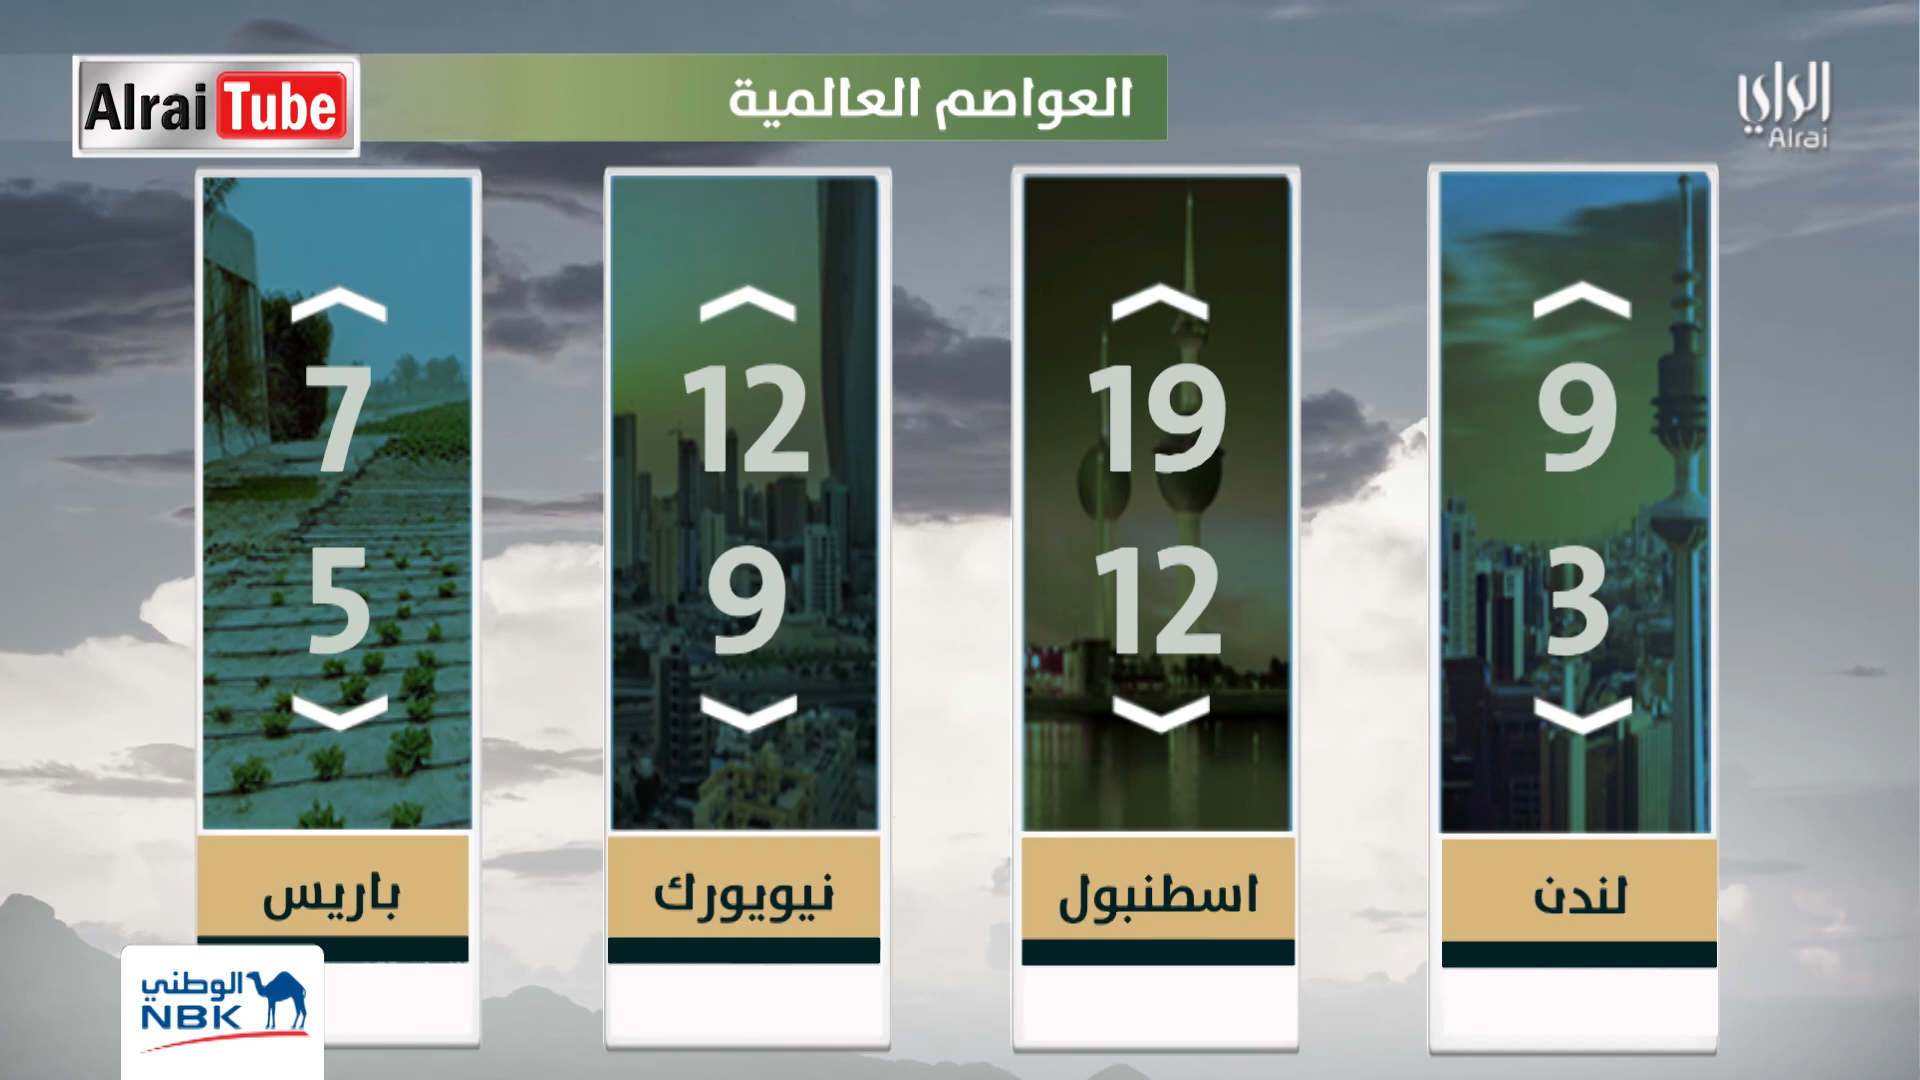 Alrai Tube
العواصم العالمية
الراي
Alrai
7
12
19
9
5
9
12
3
باريس
نيويورك
اسطنبول
لندن
الوطني
NBK